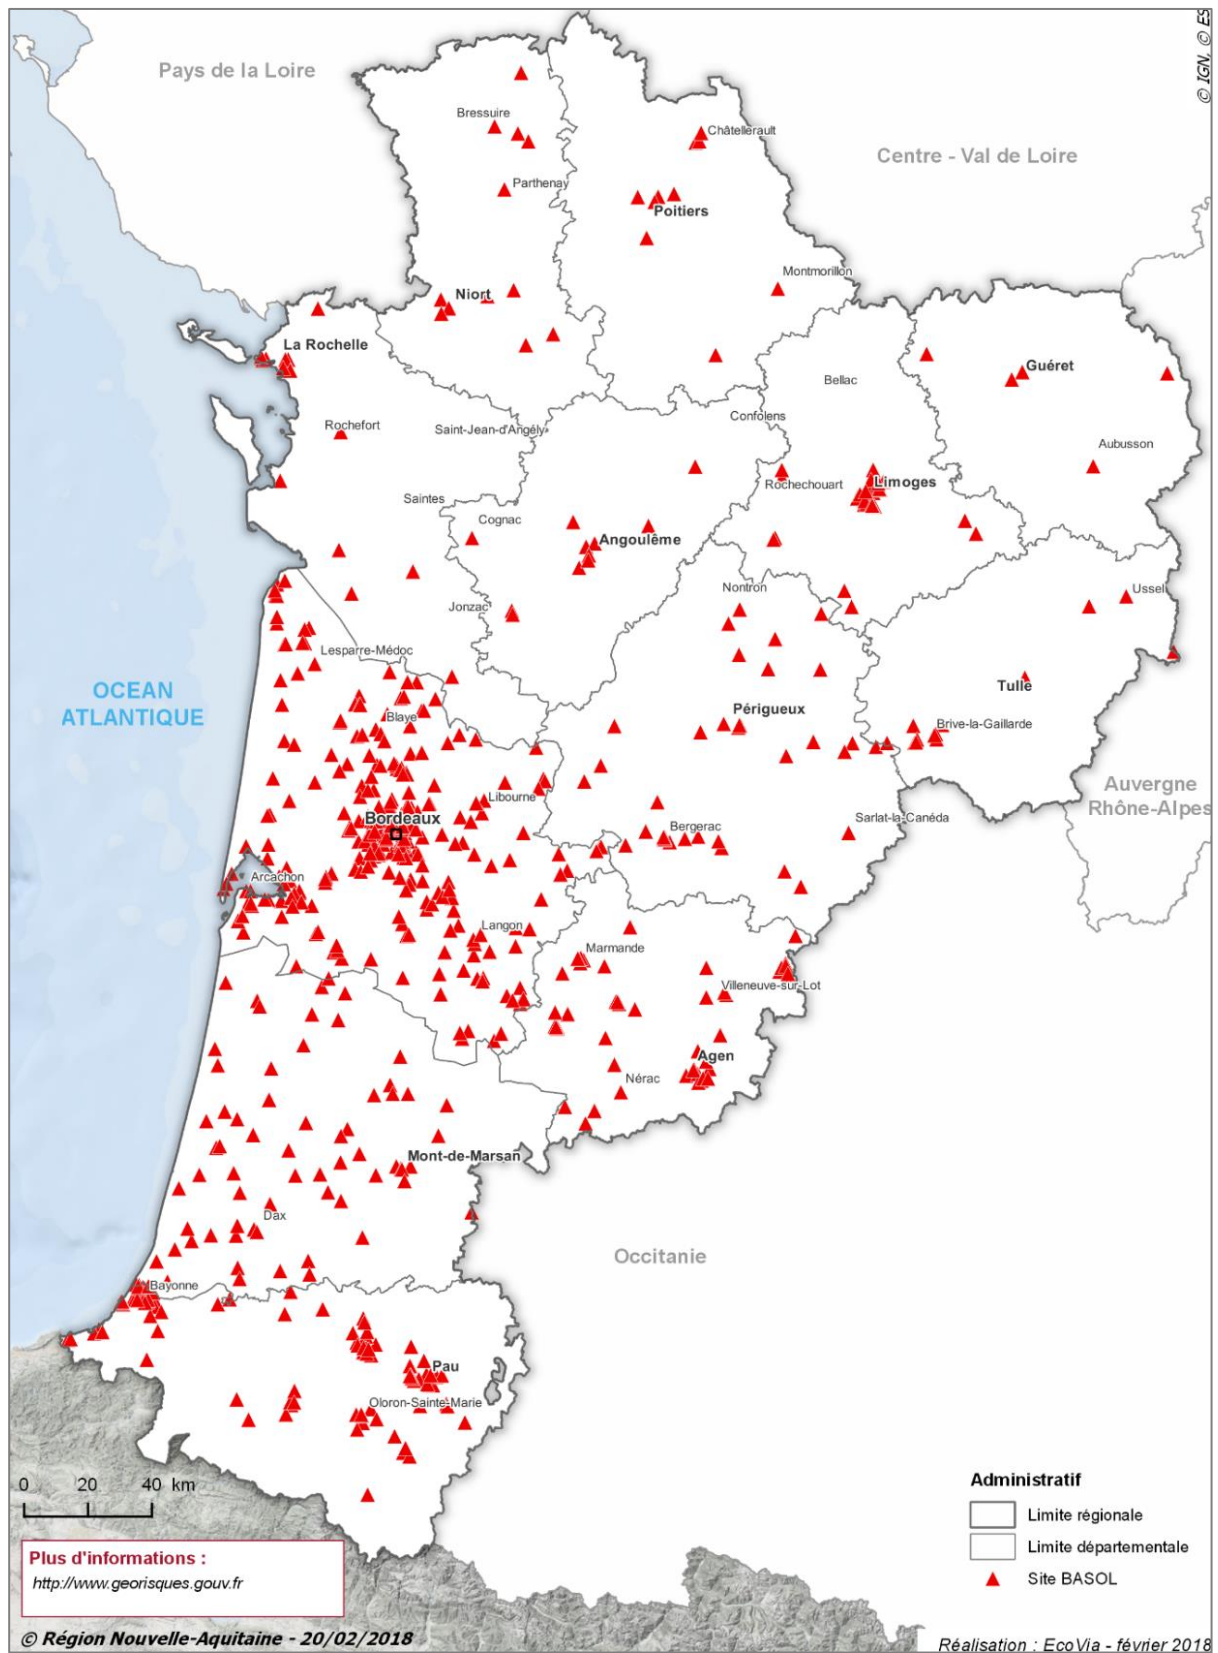 © IGN, © ES
Pays de la Loire
Bressuire
Châtellerault
Centre - Val de Loire
Parthenay
Poitiers
Montmorillon
Niort
La Rochelle
Guéret
Bellac
Confolens
Rochefort
Saint-Jean-d'Angély
Aubusson
Rochechouart
Limoges
Saintes
Cognac
Angoulême
Nontron
Ussel
Jonzac
Lesparre-Médoc
OCEAN
ATLANTIQUE
Tulle
Périgueux
Blaye
Brive-la-Gaillarde
Auvergne
Rhône-Alpes
Libourne
Bordeaux
Sarlat-la-Canéda
Bergerac
Arcachon
Langon
Marmande
Villeneuve-sur-Lot
Agen
Nérac
Mont-de-Marsan
Dax
Occitanie
Bayonne
Pau
Oloron-Sainte-Marie
0 20 40 km
Administratif
Limite régionale
Limite départementale
Site BASOL
Plus d'informations :
http://www.georisques.gouv.fr
© Région Nouvelle-Aquitaine - 20/02/2018
Réalisation : EcoVia - février 2018